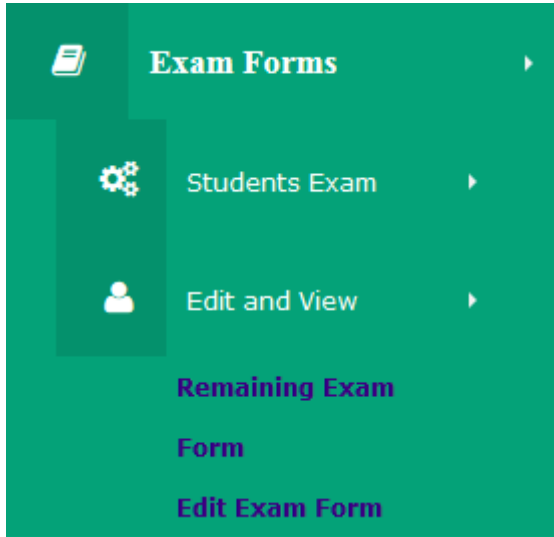 Exam Forms
Students Exam
Edit and View
Remaining Exam
Form
Edit Exam Form